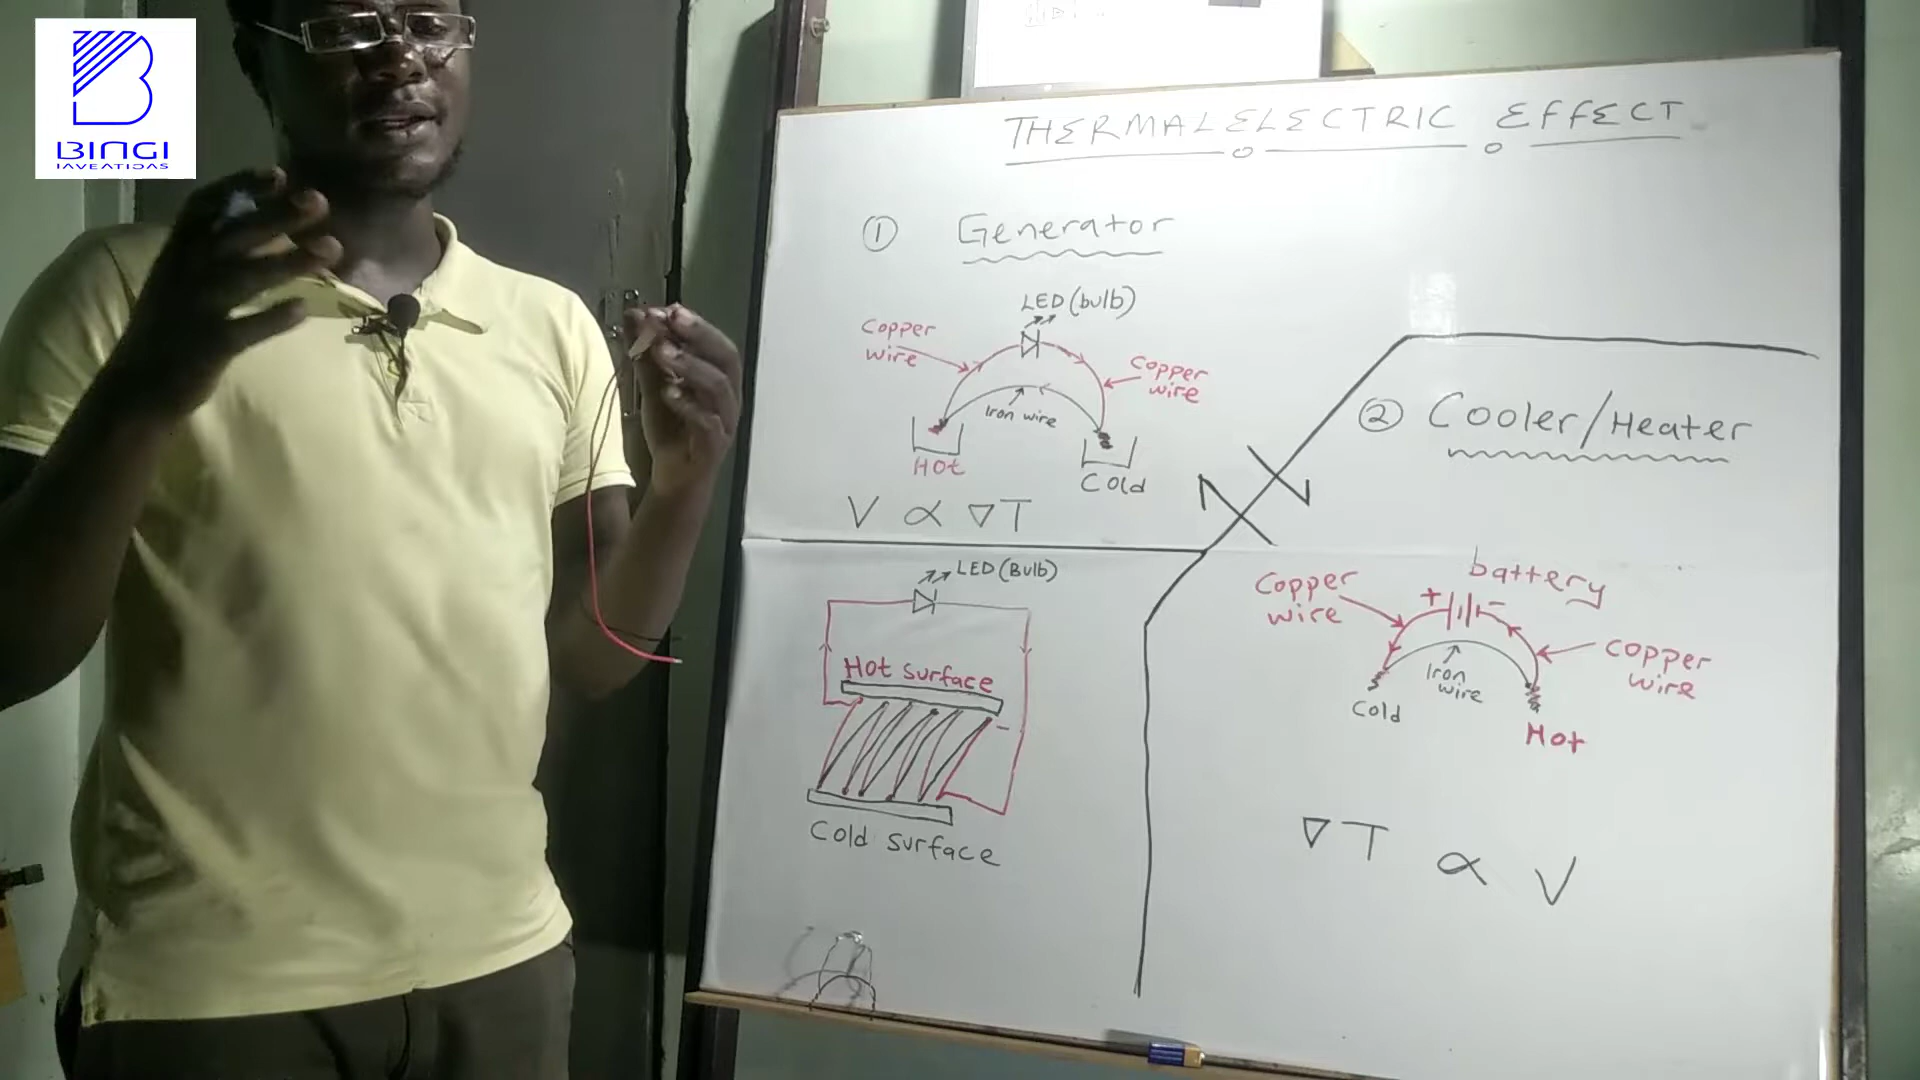 BINGI
THERMALELECTRIC EFFECT
① Generator
LED (bulb)
Copper
wire
Copper
wire
Iron wire
Hot
Cold
V ∝ ▽T
LED (Bulb)
Hot surface
-
Cold surface
② Cooler/Heater
battery
+ -
Copper
wire
Copper
wire
Iron
wire
Cold
Hot
▽T ∝ V